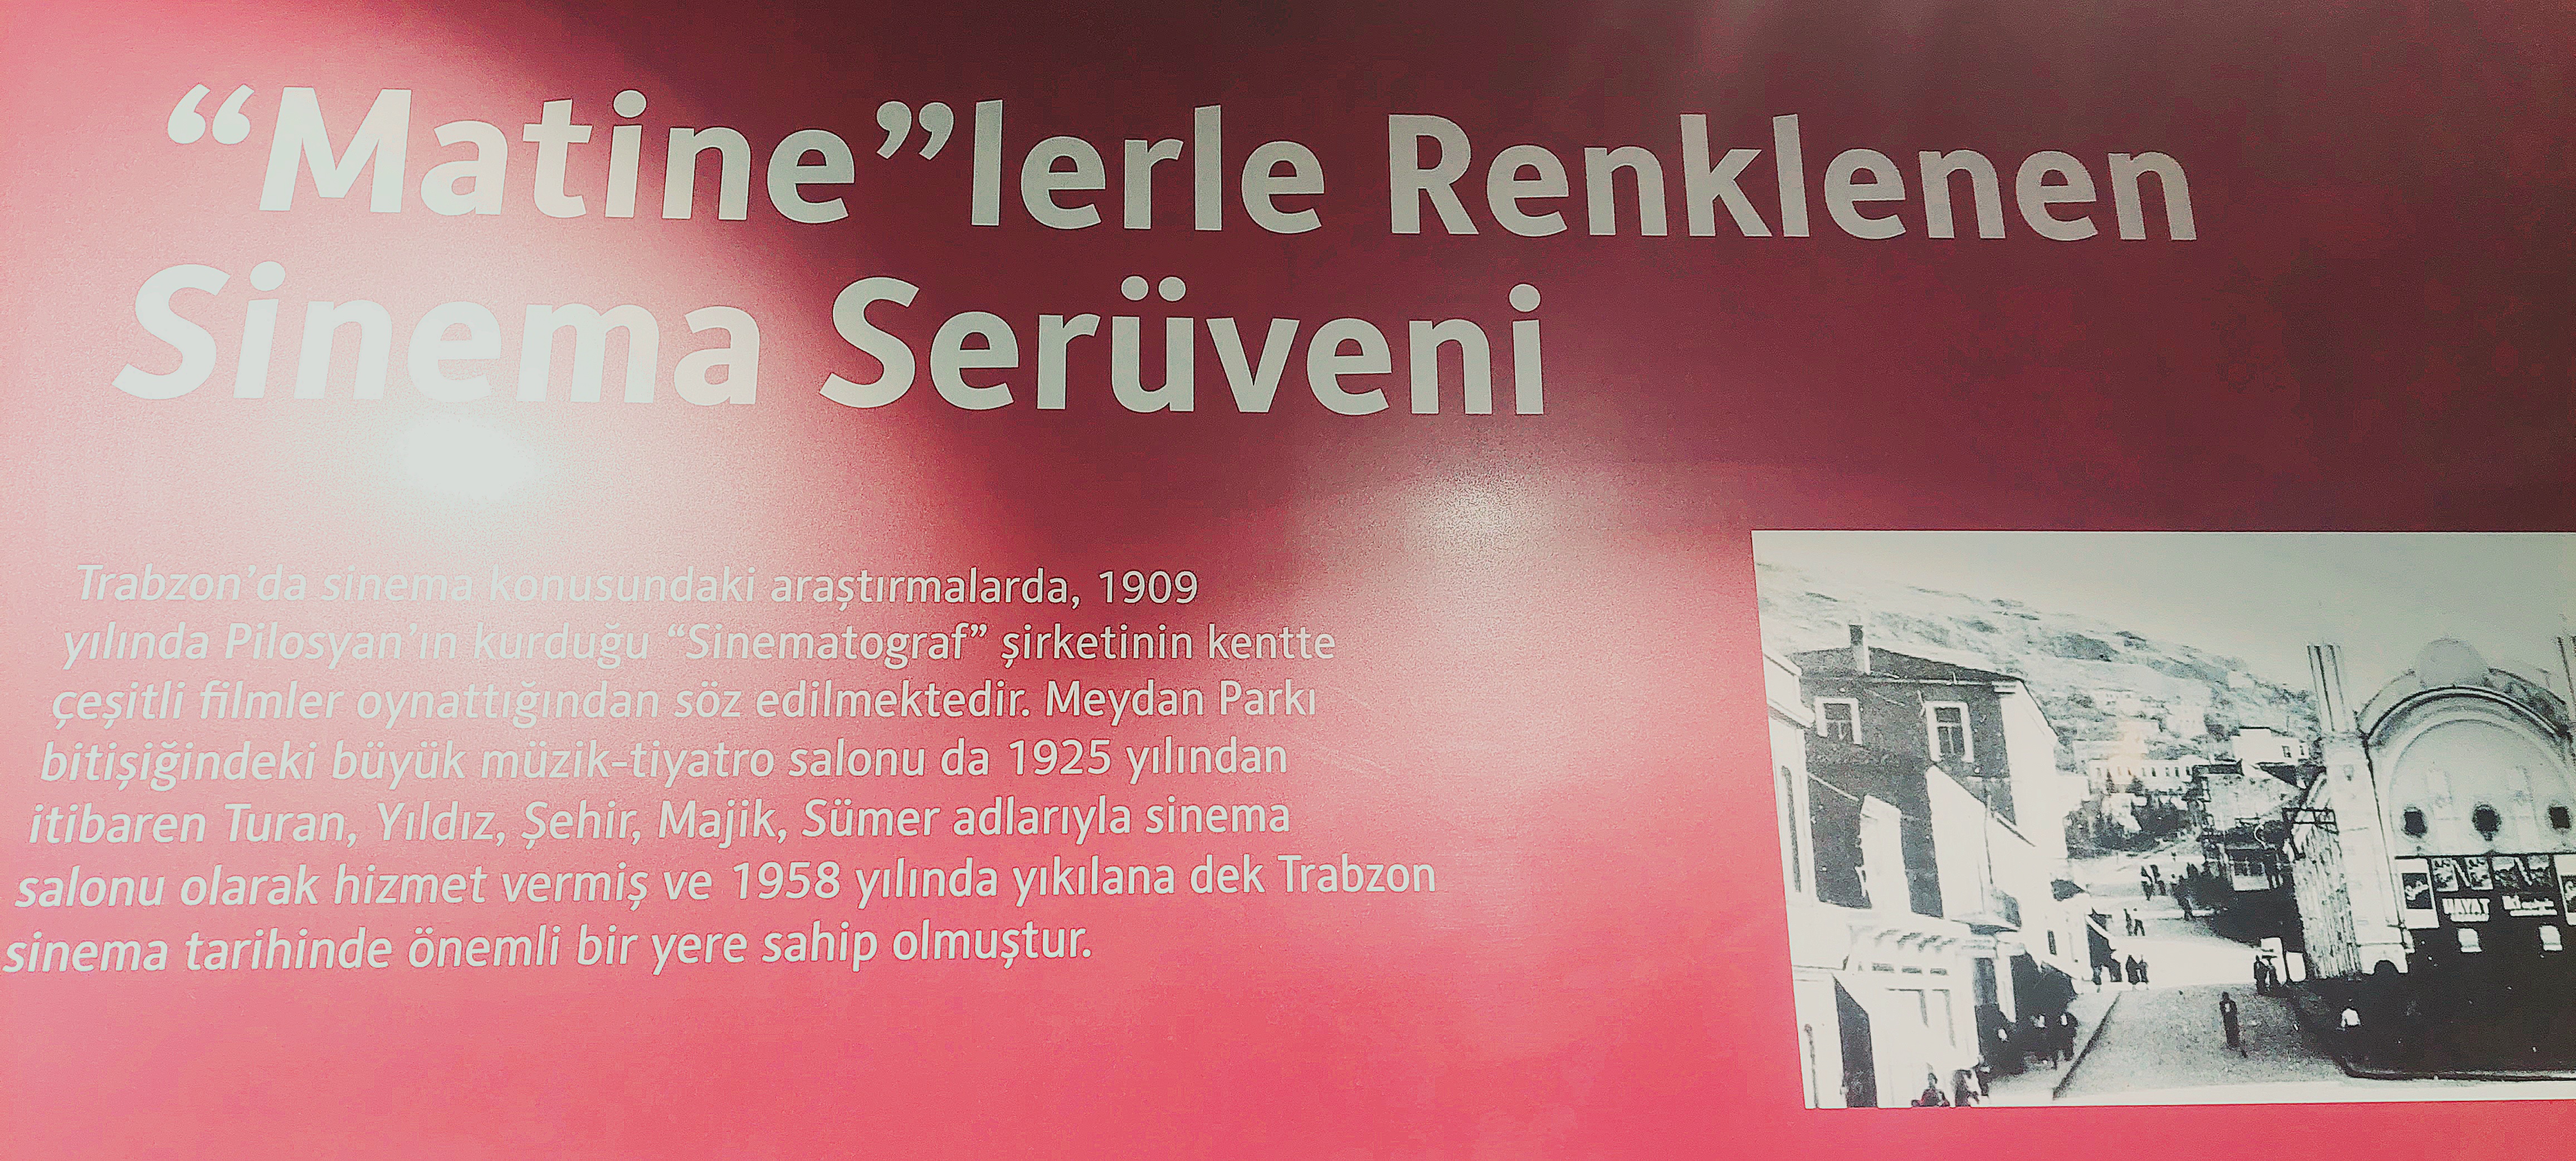 “Matine”lerle Renklenen
Sinema Serüveni
Trabzon’da sinema konusundaki araştırmalarda, 1909
yılında Pilosyan’ın kurduğu “Sinematograf” şirketinin kentte
çeşitli filmler oynattığından söz edilmektedir. Meydan Parkı
bitişiğindeki büyük müzik-tiyatro salonu da 1925 yılından
itibaren Turan, Yıldız, Şehir, Majik, Sümer adlarıyla sinema
salonu olarak hizmet vermiş ve 1958 yılında yıkılana dek Trabzon
sinema tarihinde önemli bir yere sahip olmuştur.
HAYAT